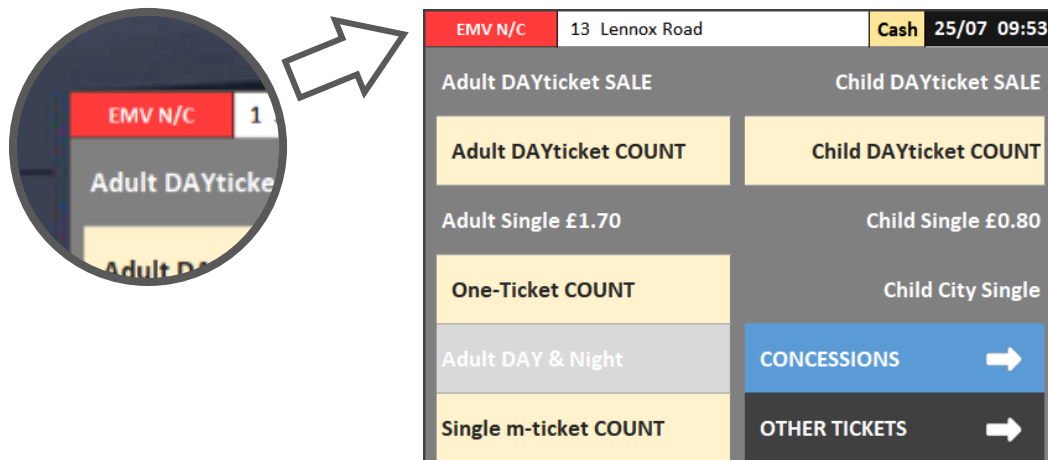 EMV N/C 1
Adult DAYticke
Adult D
EMV N/C 13 Lennox Road Cash 25/07 09:53
Adult DAYticket SALE Child DAYticket SALE
Adult DAYticket COUNT Child DAYticket COUNT
Adult Single £1.70 Child Single £0.80
One-Ticket COUNT Child City Single
Adult DAY & Night CONCESSIONS
Single m-ticket COUNT OTHER TICKETS